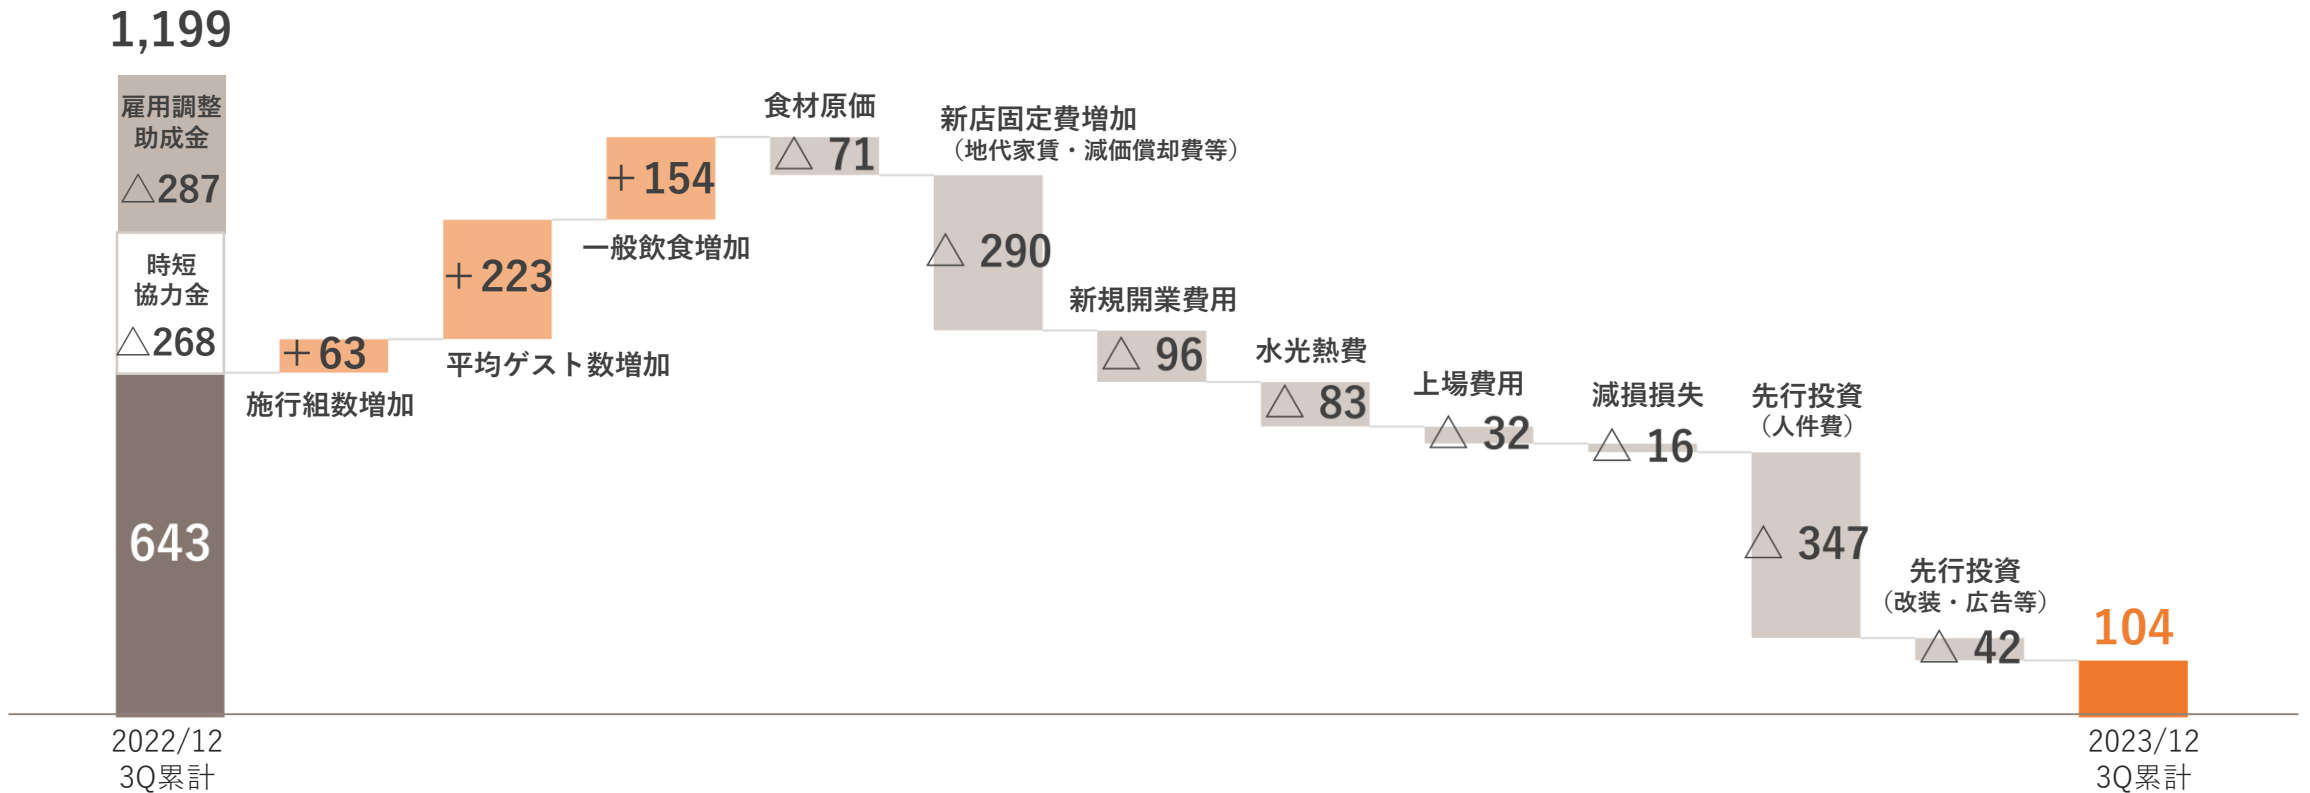 1,199
雇用調整
助成金
△287
時短
協力金
△268
643
2022/12
3Q累計
+63
施行組数増加
+223
平均ゲスト数増加
+154
一般飲食増加
食材原価
△ 71
新店固定費増加
（地代家賃・減価償却費等）
△ 290
新規開業費用
△ 96
水光熱費
△ 83
上場費用
△ 32
減損損失
△ 16
先行投資
（人件費）
△ 347
先行投資
（改装・広告等）
△ 42
104
2023/12
3Q累計